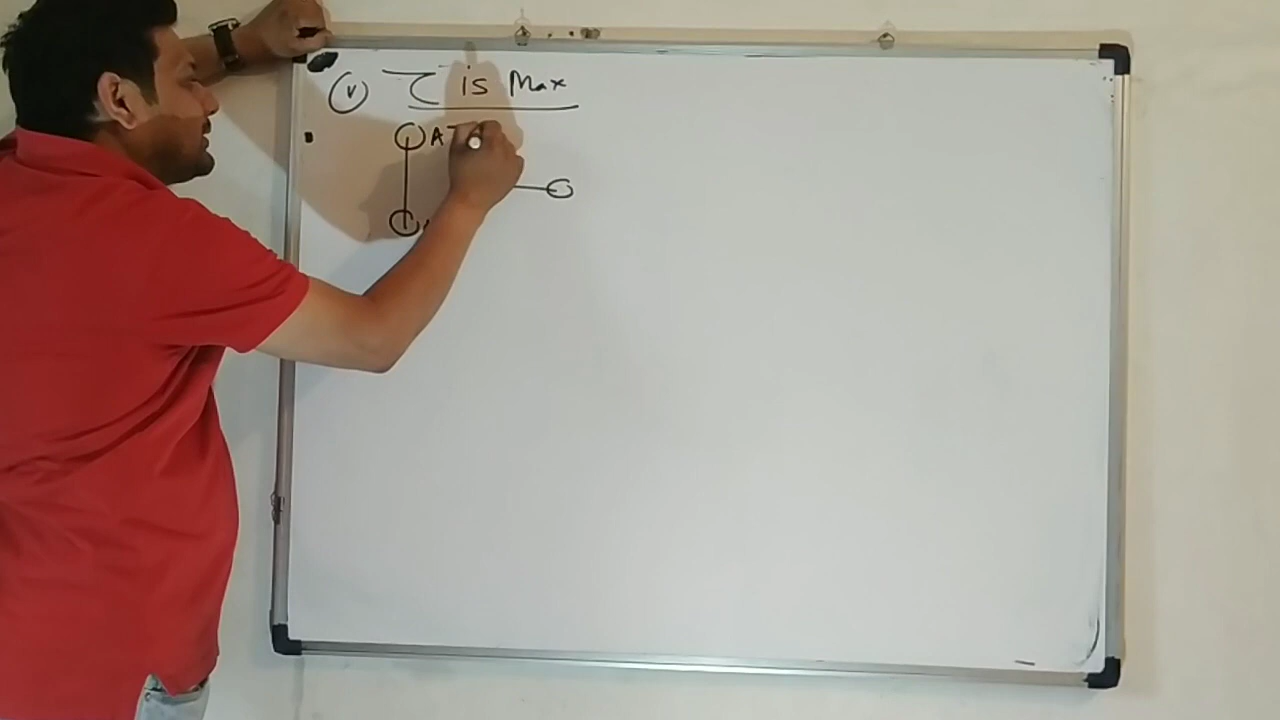 (v) τ is Max
A T